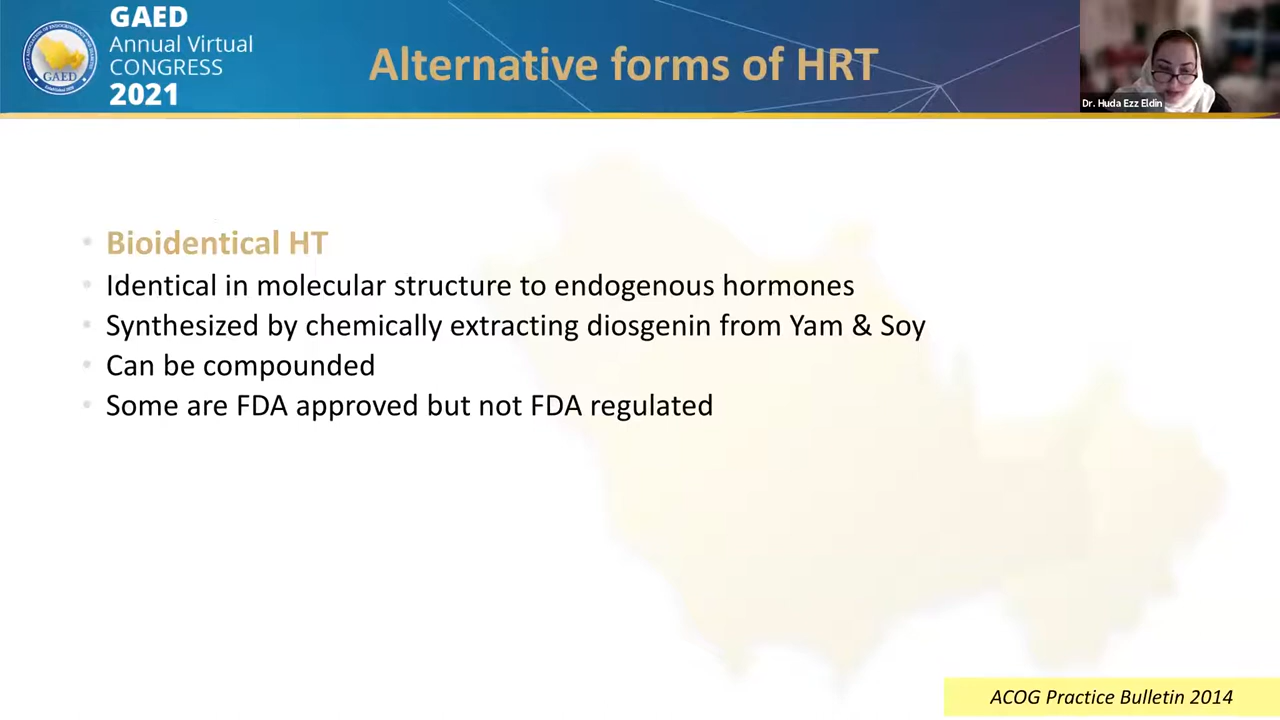 GAED
Annual Virtual
CONGRESS
2021
GAED
Alternative forms of HRT
Dr. Huda Ezz Eldin
• Bioidentical HT
• Identical in molecular structure to endogenous hormones
• Synthesized by chemically extracting diosgenin from Yam & Soy
• Can be compounded
• Some are FDA approved but not FDA regulated
ACOG Practice Bulletin 2014